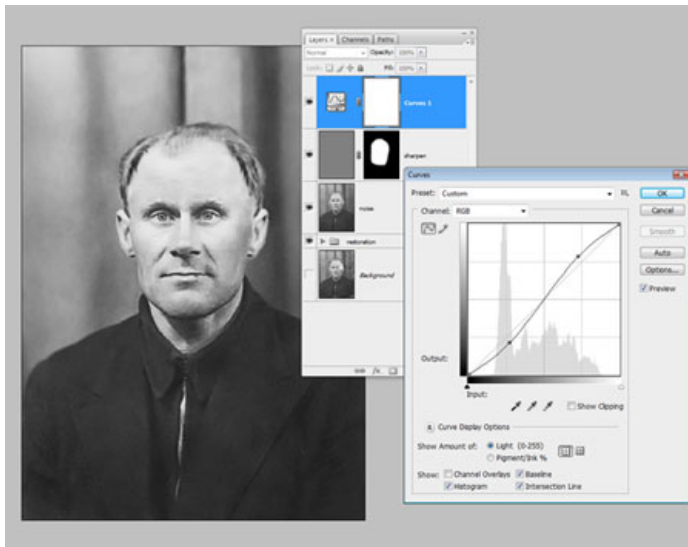 Layers × Channels Paths
Normal Opacity: 100%
Lock: Fill: 100%
Curves 1
sharpen
noise
restoration
Background
fx.
Curves
Preset: Custom
OK
Channel: RGB
Cancel
Smooth
Auto
Options...
Preview
Output:
Input:
Show Clipping
Curve Display Options
Show Amount of: Light (0-255)
Pigment/Ink %
Show: Channel Overlays Baseline
Histogram Intersection Line